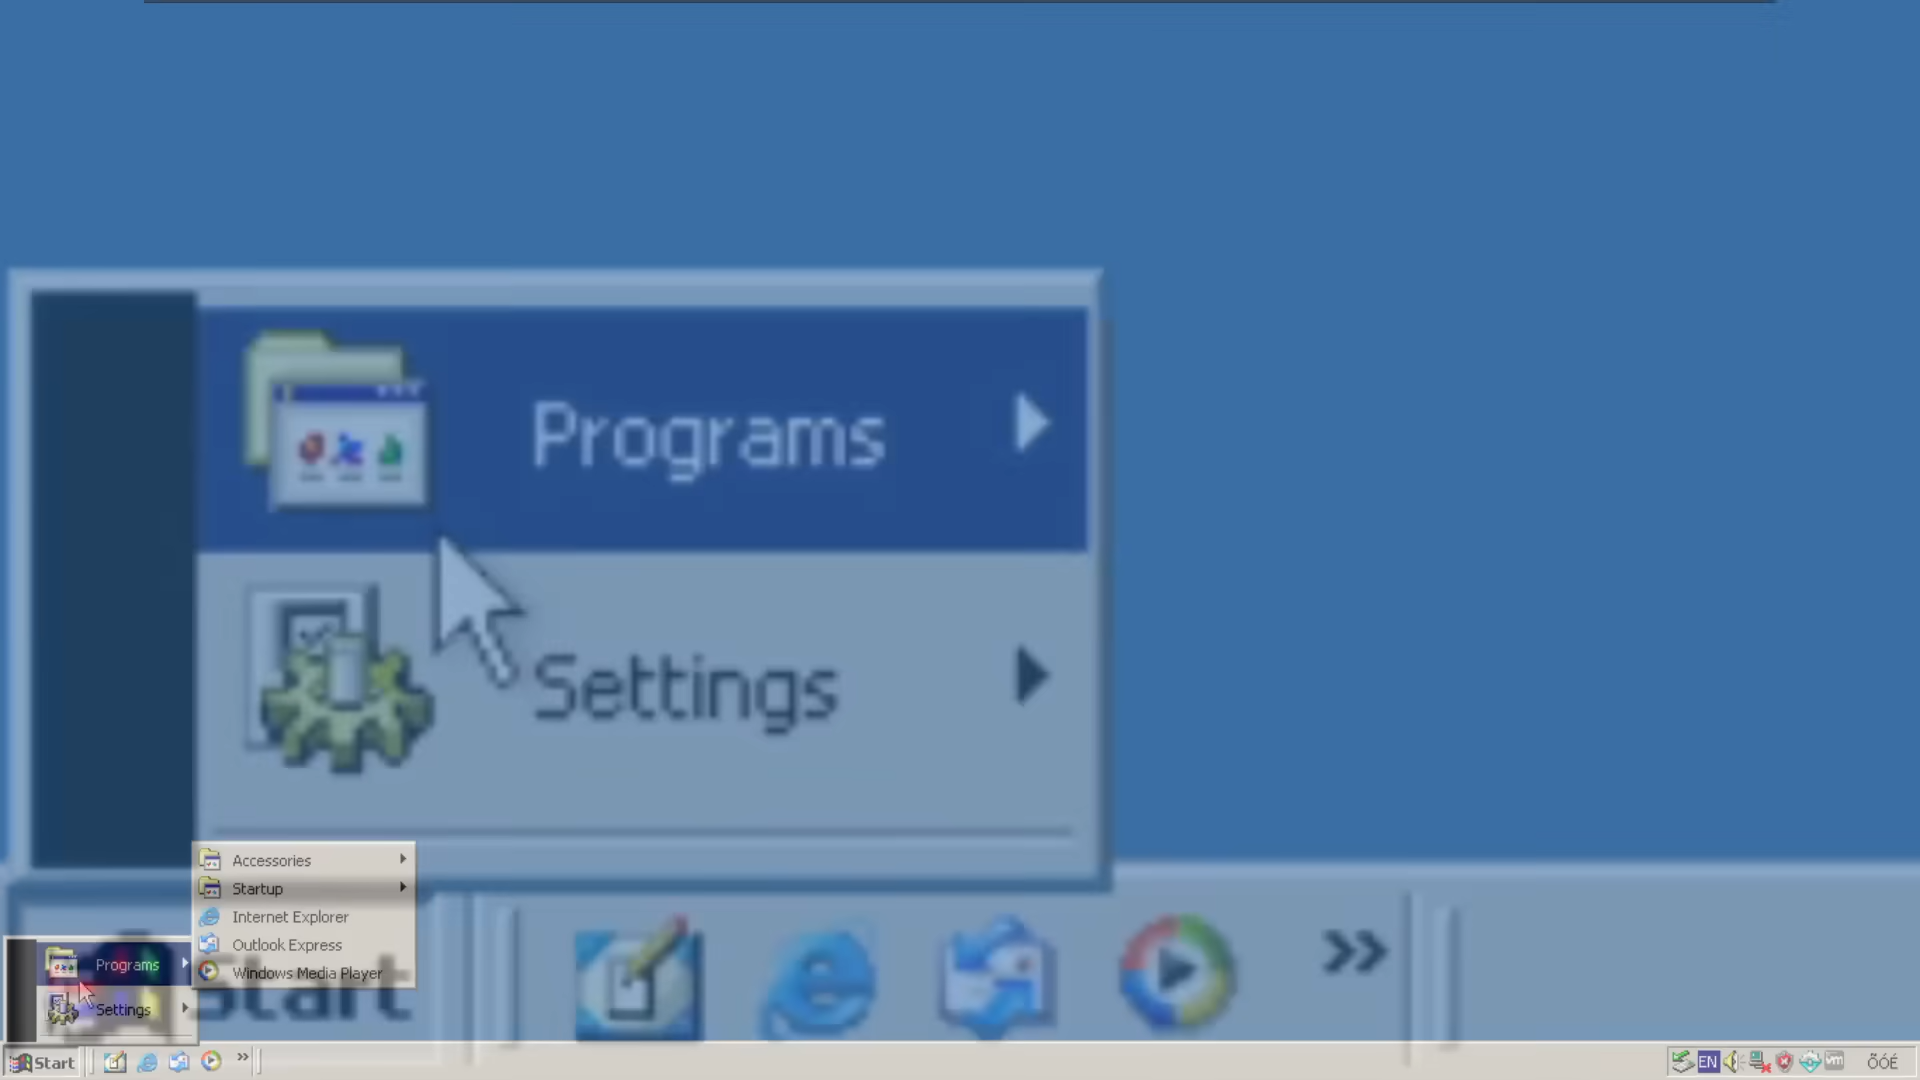 Programs
Settings
Accessories
Startup
Internet Explorer
Outlook Express
Windows Media Player
Programs
Settings
Start
Start
EN
ÕÓÉ